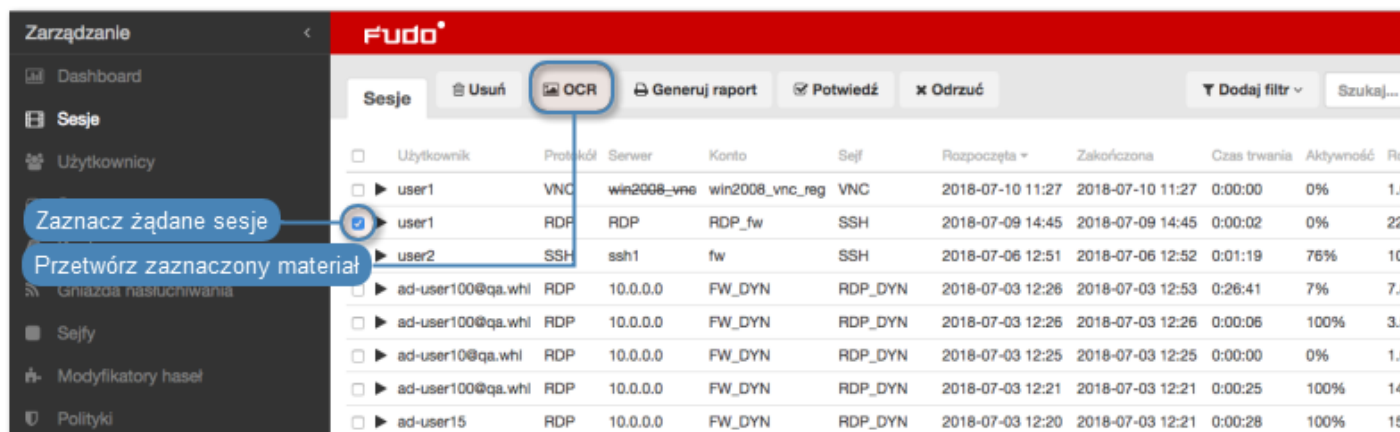 Zarządzanie
Fudo
Dashboard
Sesje
Usuń
OCR
Generuj raport
Potwiedź
Odrzuć
Dodaj filtr
Szukaj...
Sesje
Użytkownicy
Użytkownik Protokół Serwer Konto Sejf Rozpoczęta Zakończona Czas trwania Aktywność
user1 VNC win2008_vnc win2008_vnc_reg VNC 2018-07-10 11:27 2018-07-10 11:27 0:00:00 0% 1.
Zaznacz żądane sesje
user1 RDP RDP RDP_fw SSH 2018-07-09 14:45 2018-07-09 14:45 0:00:02 0% 22
Przetwórz zaznaczony materiał
user2 SSH ssh1 fw SSH 2018-07-06 12:51 2018-07-06 12:52 0:01:19 76% 10
Gniazda nasłuchiwania
ad-user100@qa.whl RDP 10.0.0.0 FW_DYN RDP_DYN 2018-07-03 12:26 2018-07-03 12:53 0:26:41 7% 7.
Sejfy
ad-user100@qa.whl RDP 10.0.0.0 FW_DYN RDP_DYN 2018-07-03 12:26 2018-07-03 12:26 0:00:06 100% 3.
ad-user10@qa.whl RDP 10.0.0.0 FW_DYN RDP_DYN 2018-07-03 12:25 2018-07-03 12:25 0:00:00 0% 1.
Modyfikatory haseł
ad-user100@qa.whl RDP 10.0.0.0 FW_DYN RDP_DYN 2018-07-03 12:21 2018-07-03 12:21 0:00:25 100% 14
Polityki
ad-user15 RDP 10.0.0.0 FW_DYN RDP_DYN 2018-07-03 12:20 2018-07-03 12:21 0:00:28 100% 15